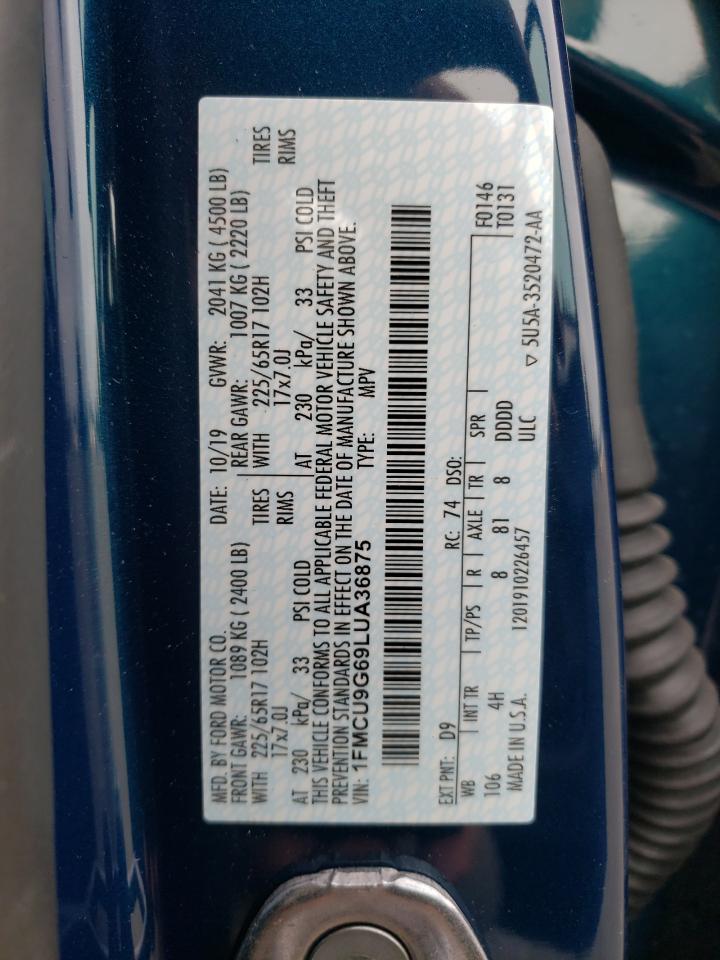 MFD. BY FORD MOTOR CO.
DATE: 10/19 GVWR: 2041 KG ( 4500 LB)
FRONT GAWR: 1089 KG ( 2400 LB) REAR GAWR: 1007 KG ( 2220 LB)
WITH 225/65R17 102H TIRES WITH 225/65R17 102H TIRES
17x7.0J RIMS 17x7.0J RIMS
AT 230 kPa/ 33 PSI COLD AT 230 kPa/ 33 PSI COLD
THIS VEHICLE CONFORMS TO ALL APPLICABLE FEDERAL MOTOR VEHICLE SAFETY AND THEFT
PREVENTION STANDARDS IN EFFECT ON THE DATE OF MANUFACTURE SHOWN ABOVE.
VIN: 1FMCU9G69LUA36875 TYPE: MPV
EXT PNT: D9 RC: 74 DSO: F0146
WB INT TR TP/PS R AXLE TR SPR T0131
106 4H 8 81 8 DDDD
MADE IN U.S.A. 1201910226457 ULC ▽ 5U5A-3520472-AA